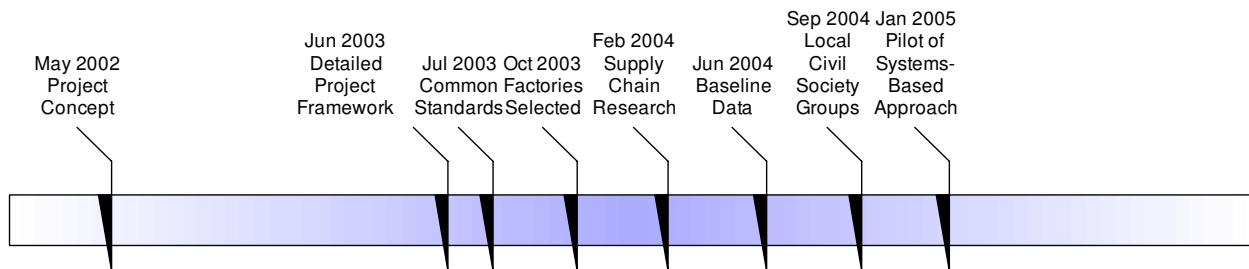 May 2002
Project
Concept
Jun 2003
Detailed
Project
Framework
Jul 2003
Common
Standards
Oct 2003
Factories
Selected
Feb 2004
Supply
Chain
Research
Jun 2004
Baseline
Data
Sep 2004
Local
Civil
Society
Groups
Jan 2005
Pilot of
Systems-
Based
Approach